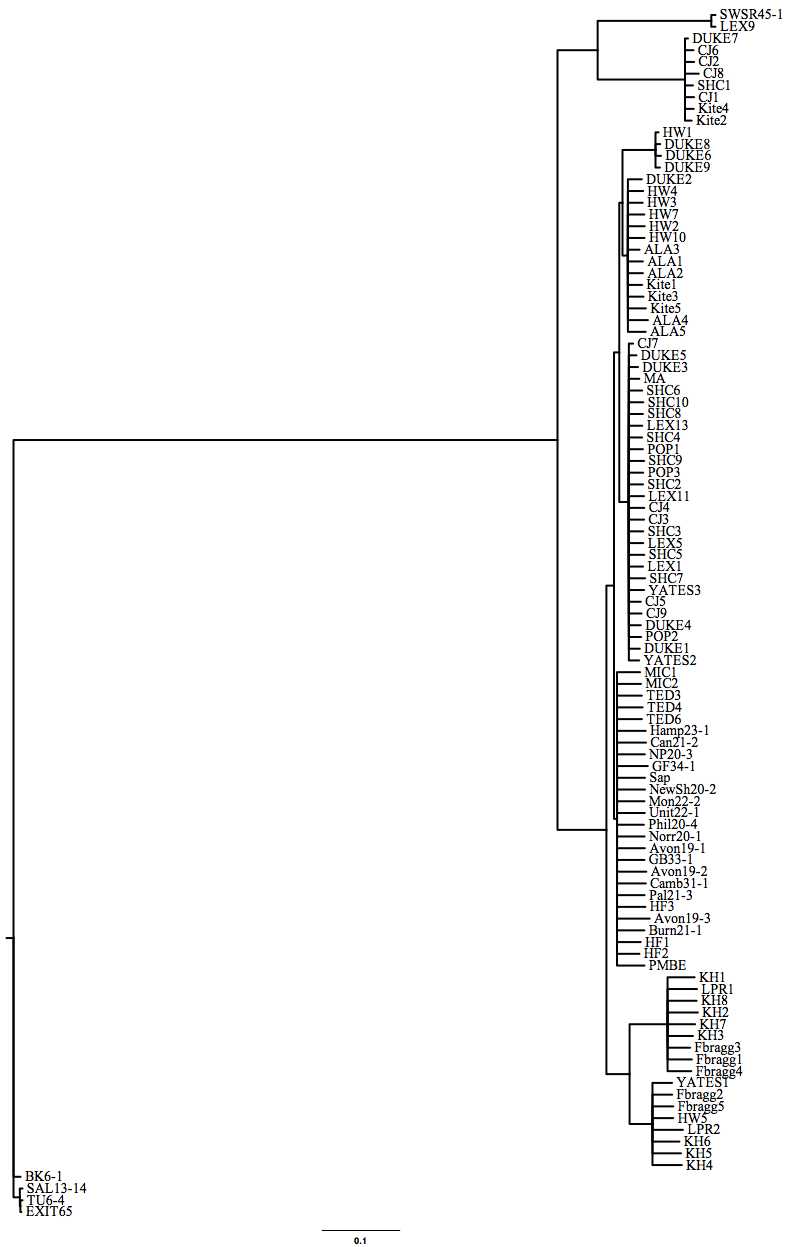 SWSR45-1
LEX9
DUKE7
CJ6
CJ2
CJ8
SHC1
CJ1
Kite4
Kite2
HW1
DUKE8
DUKE6
DUKE9
DUKE2
HW4
HW3
HW7
HW2
HW10
ALA3
ALA1
ALA2
Kite1
Kite3
Kite5
ALA4
ALA5
CJ7
DUKE5
DUKE3
MA
SHC6
SHC10
SHC8
LEX13
SHC4
POP1
SHC9
POP3
SHC2
LEX11
CJ4
CJ3
SHC3
LEX5
SHC5
LEX1
SHC7
YATES3
CJ5
CJ9
DUKE4
POP2
DUKE1
YATES2
MIC1
MIC2
TED3
TED4
TED6
Hamp23-1
Can21-2
NP20-3
GF34-1
Sap
NewSh20-2
Mon22-2
Unit22-1
Phil20-4
Norr20-1
Avon19-1
GB33-1
Avon19-2
Camb31-1
Pal21-3
HF3
Avon19-3
Burn21-1
HF1
HF2
PMBE
KH1
LPR1
KH8
KH2
KH7
KH3
Fbragg3
Fbragg1
Fbragg4
YATES1
Fbragg2
Fbragg5
HW5
LPR2
KH6
KH5
KH4
BK6-1
SAL13-14
TU6-4
EXIT65
0.1